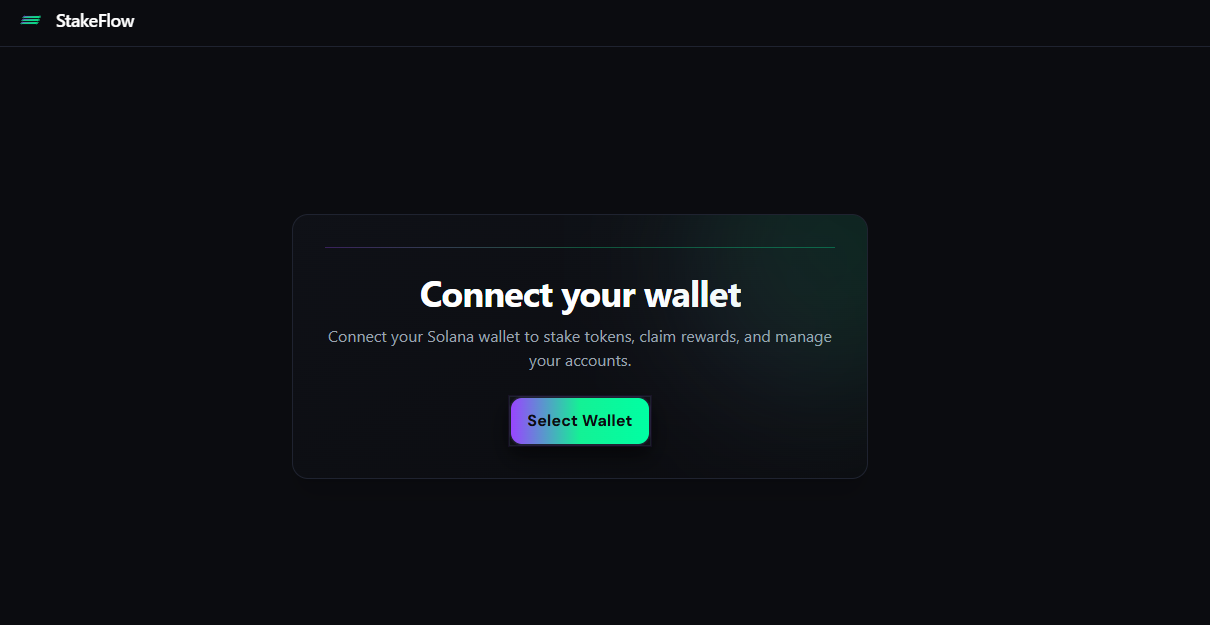 StakeFlow
Connect your wallet
Connect your Solana wallet to stake tokens, claim rewards, and manage
your accounts.
Select Wallet